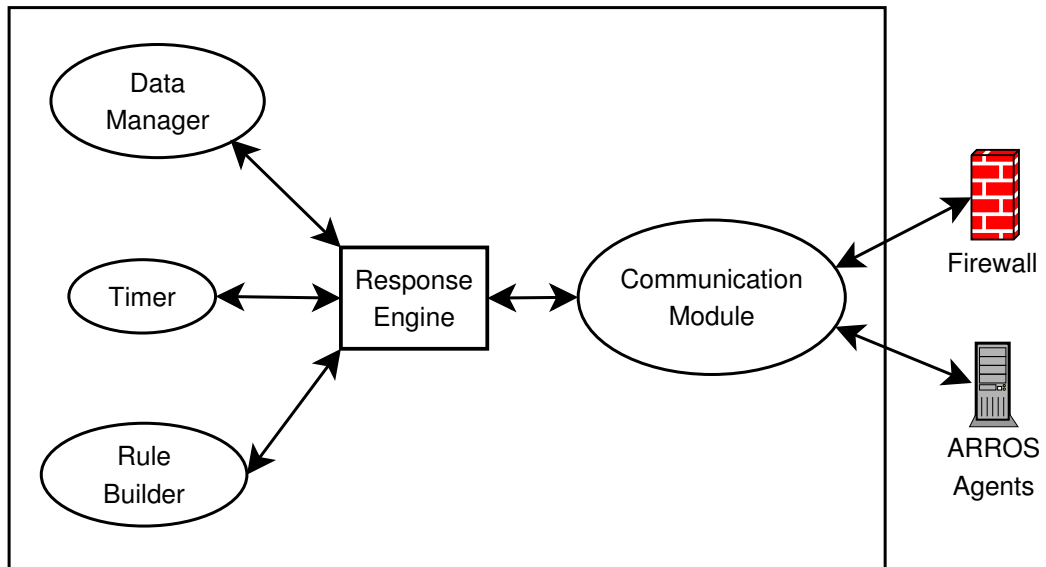 Data
Manager
Timer
Rule
Builder
Response
Engine
Communication
Module
Firewall
ARROS
Agents